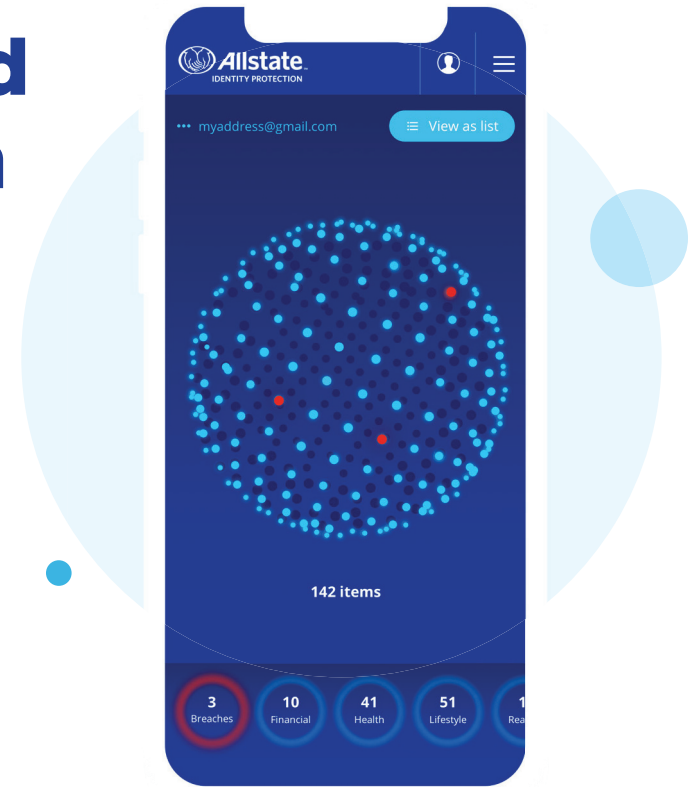 Allstate
IDENTITY PROTECTION
myaddress@gmail.com
View as list
142 items
3
Breaches
10
Financial
41
Health
51
Lifestyle